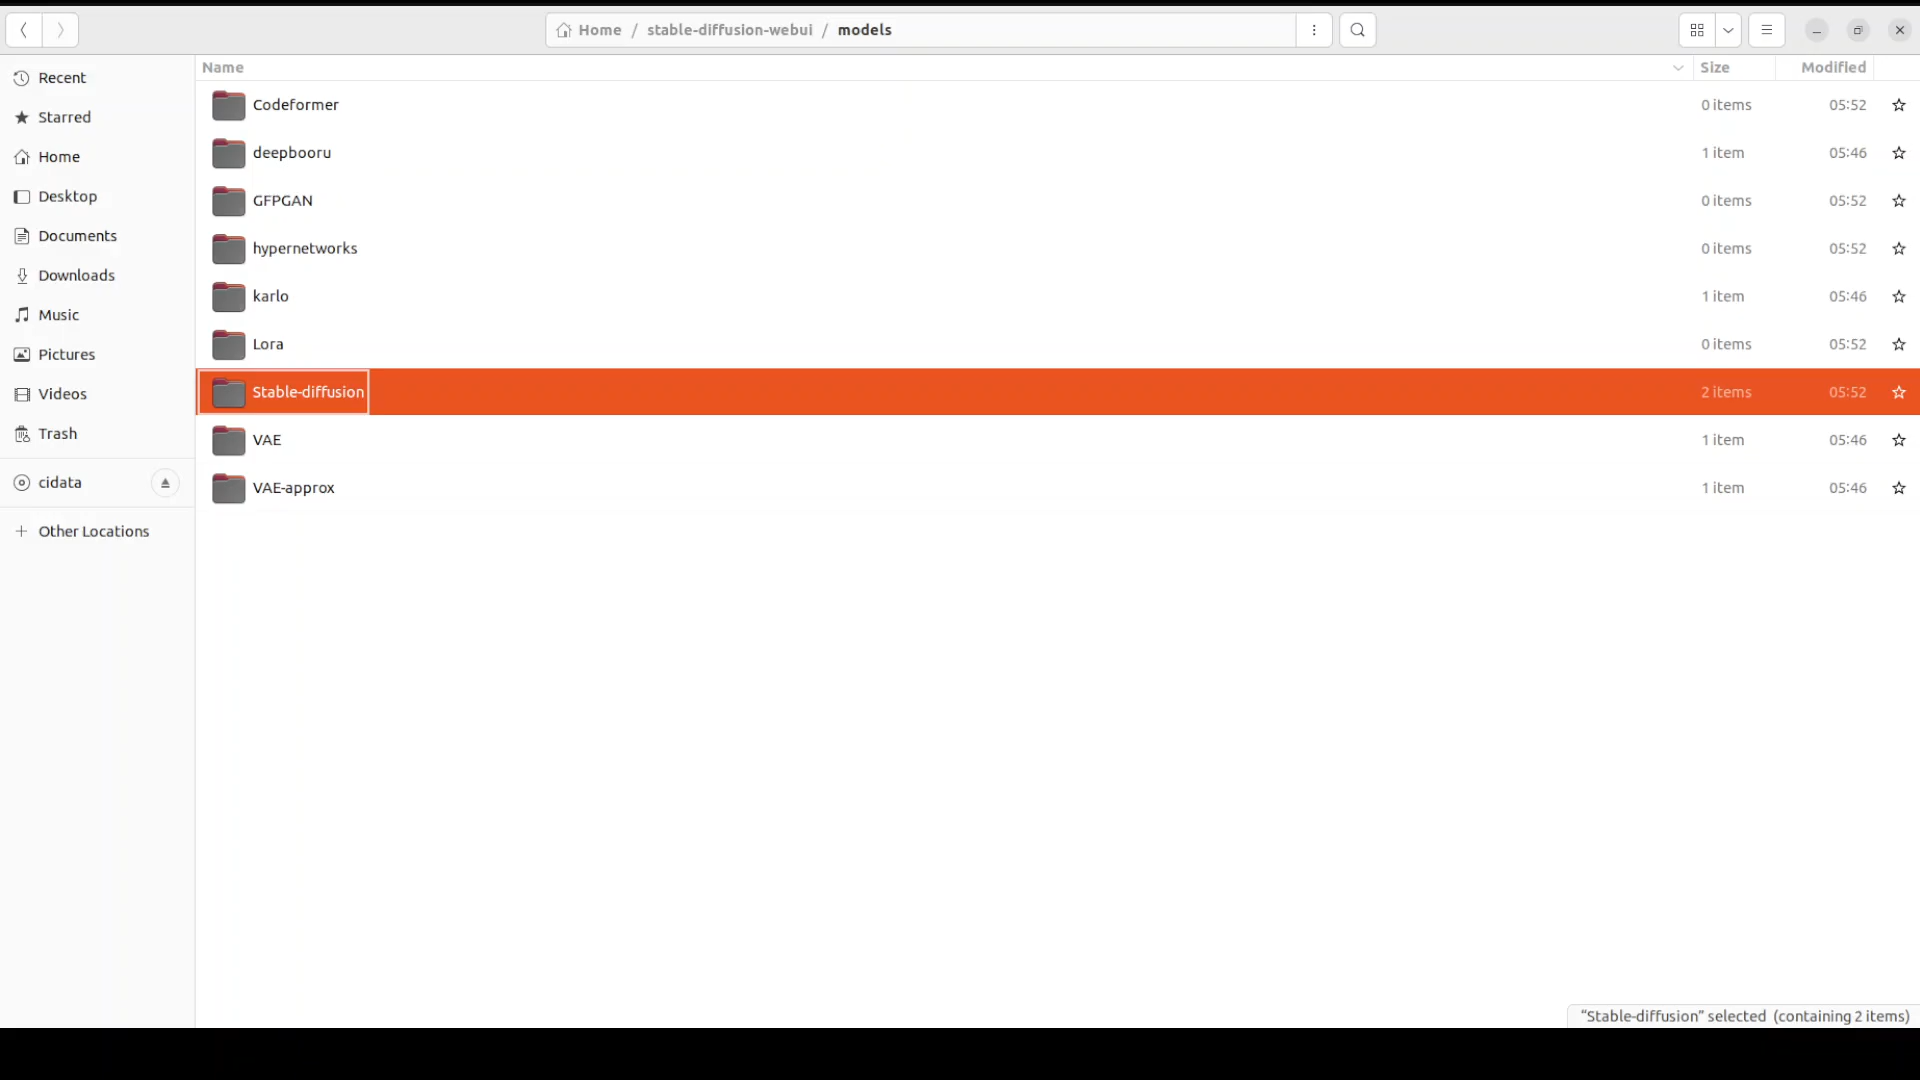 Home / stable-diffusion-webui / models
Name Size Modified
Recent
Starred
Home
Desktop
Documents
Downloads
Music
Pictures
Videos
Trash
cidata
Other Locations
Codeformer 0 items 05:52
deepbooru 1 item 05:46
GFPGAN 0 items 05:52
hypernetworks 0 items 05:52
karlo 1 item 05:46
Lora 0 items 05:52
Stable-diffusion 2 items 05:52
VAE 1 item 05:46
VAE-approx 1 item 05:46
“Stable-diffusion” selected (containing 2 items)